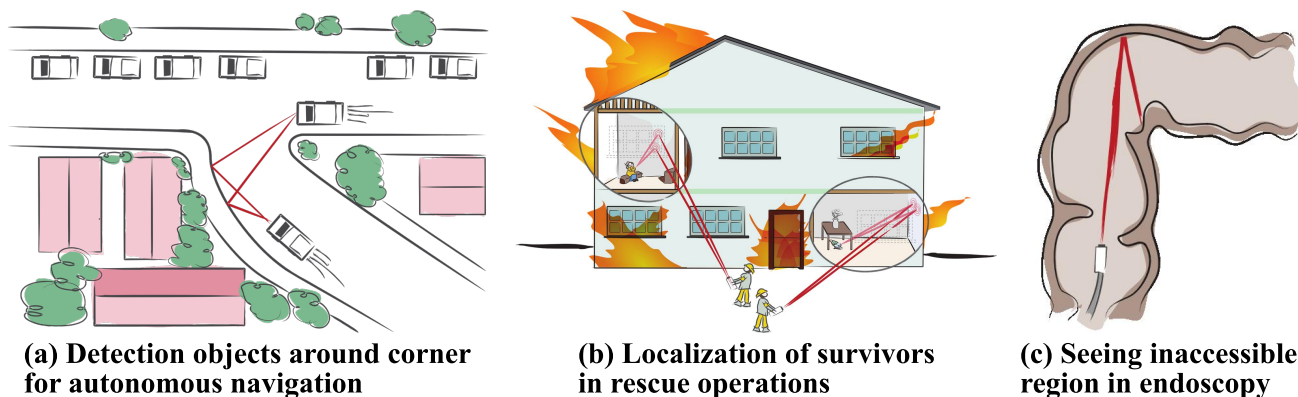 (a) Detection objects around corner
for autonomous navigation
(b) Localization of survivors
in rescue operations
(c) Seeing inaccessible
region in endoscopy